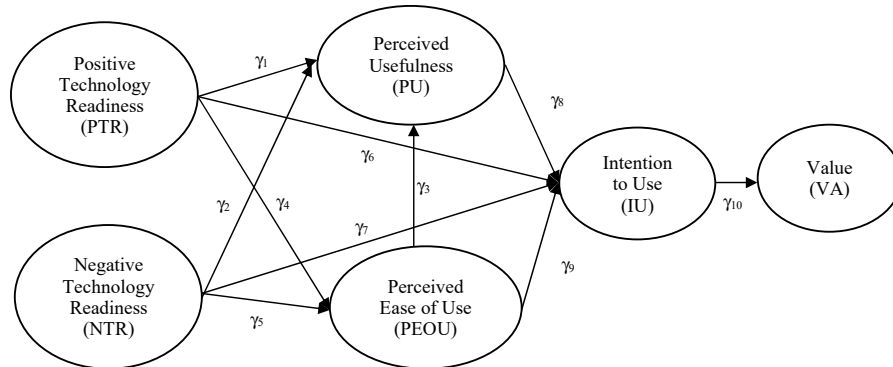 Positive
Technology
Readiness
(PTR)
γ1
Perceived
Usefulness
(PU)
γ8
γ6
Intention
to Use
(IU)
Value
(VA)
γ10
γ2
γ4
γ3
γ7
Negative
Technology
Readiness
(NTR)
γ5
Perceived
Ease of Use
(PEOU)
γ9